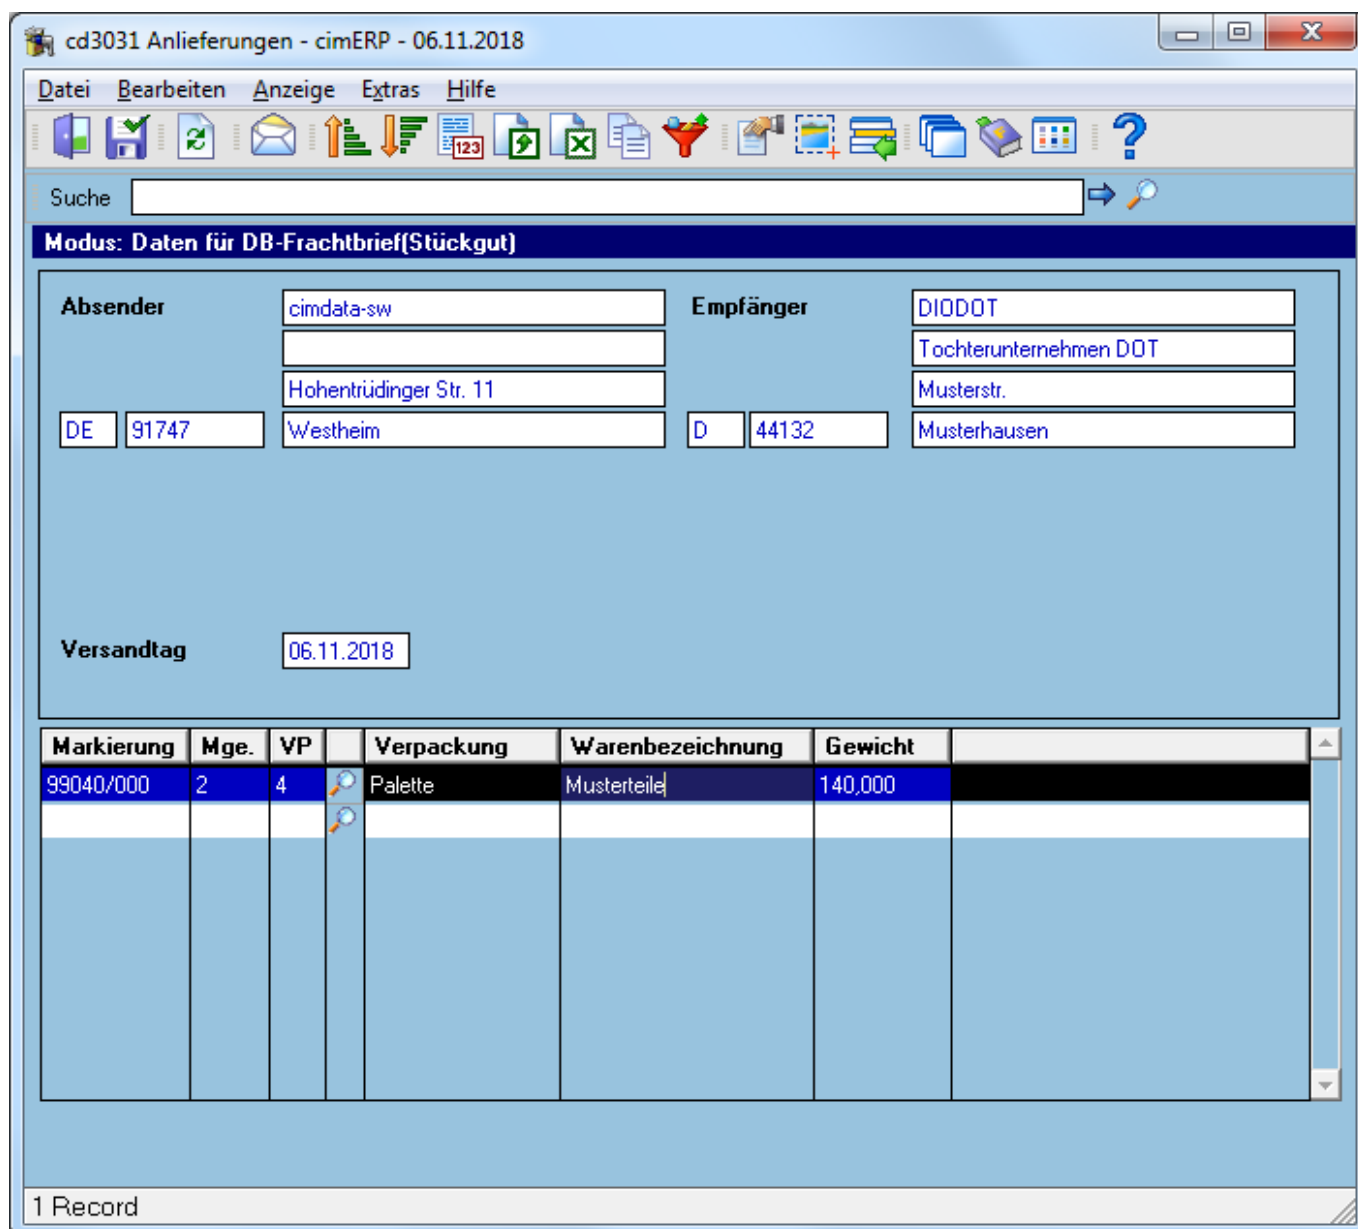 cd3031 Anlieferungen - cimERP - 06.11.2018
Datei Bearbeiten Anzeige Extras Hilfe
123
Suche
Modus: Daten für DB-Frachtbrief(Stückgut)
Absender cimdata-sw Empfänger DIODOT
Tochterunternehmen DOT
Hohentrüdinger Str. 11 Musterstr.
DE 91747 Westheim D 44132 Musterhausen
Versandtag 06.11.2018
Markierung Mge. VP Verpackung Warenbezeichnung Gewicht
99040/000 2 4 Palette Musterteile 140,000
1 Record